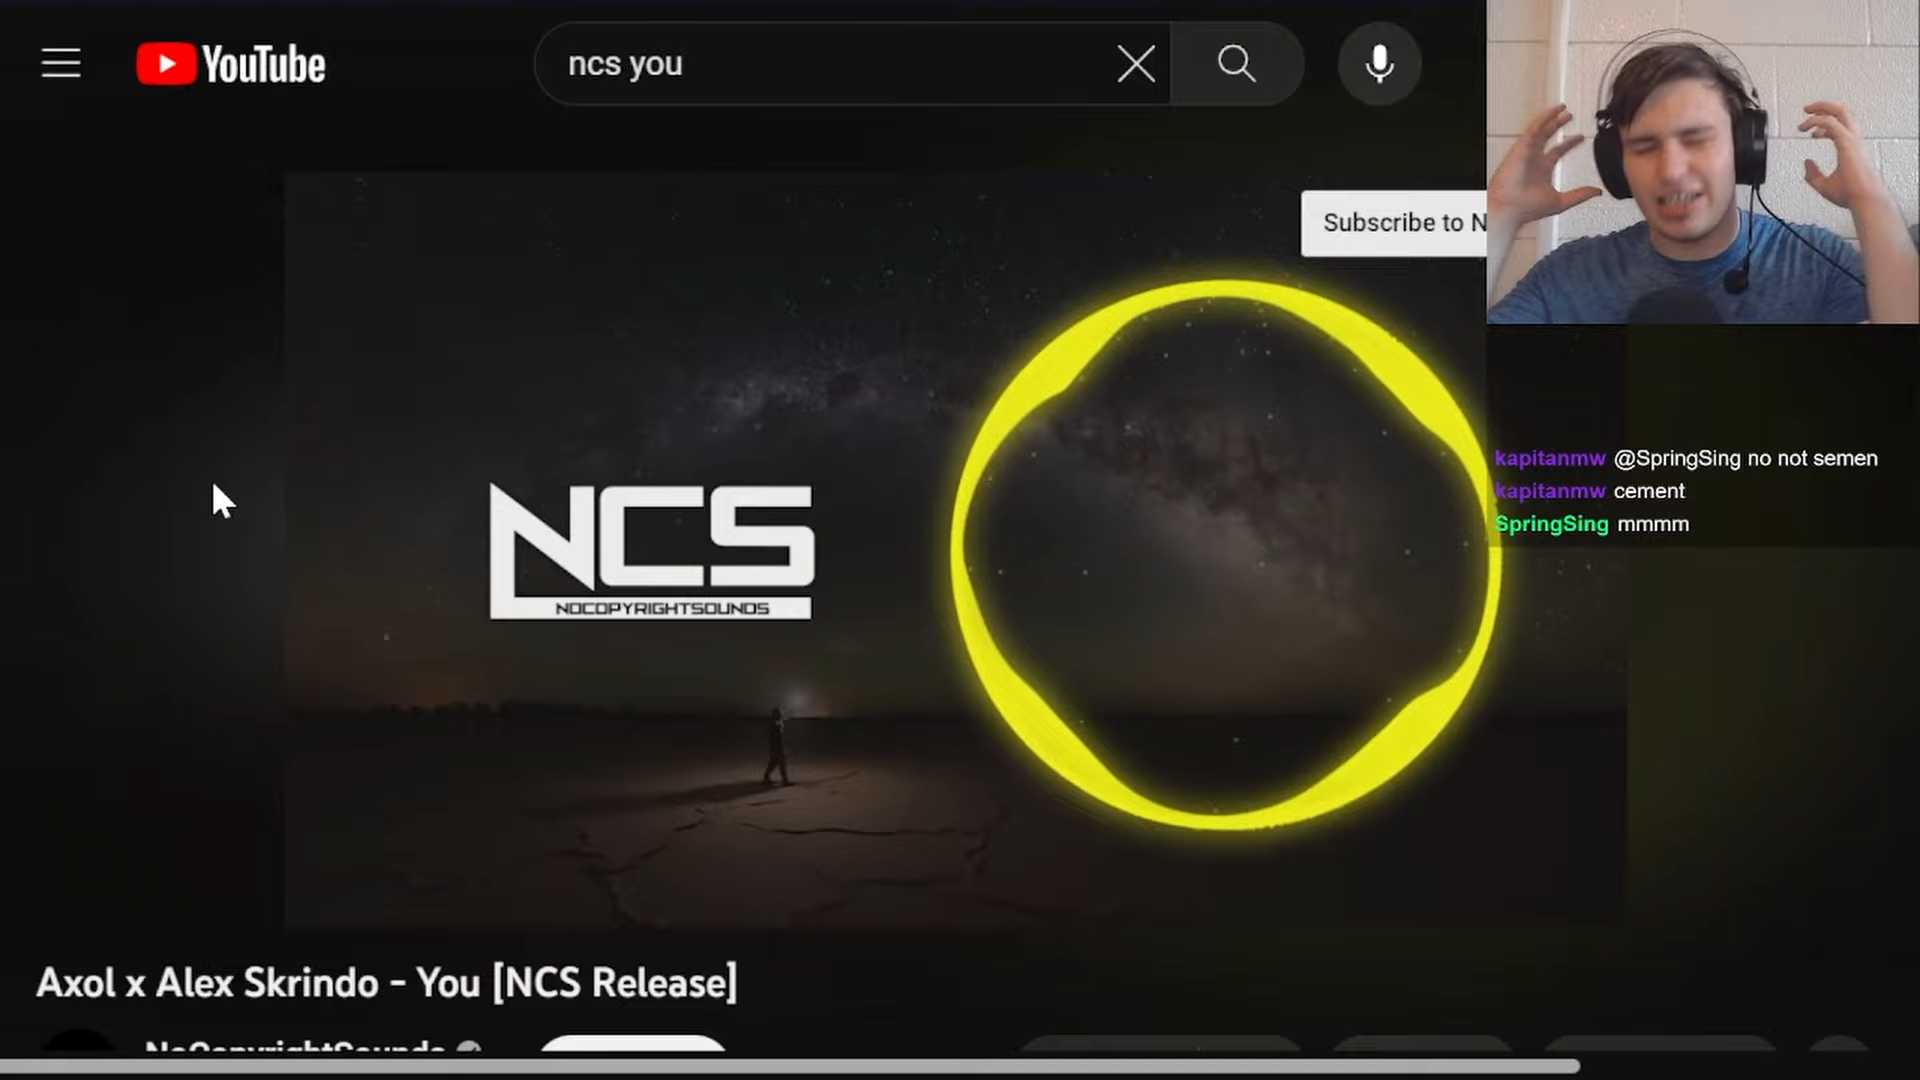 YouTube
ncs you
Subscribe to N
kapitanmw @SpringSing no not semen
kapitanmw cement
SpringSing mmmm
NCS
NOCOPYRIGHTSOUNDS
Axol x Alex Skrindo - You [NCS Release]
NoCopyrightSounds